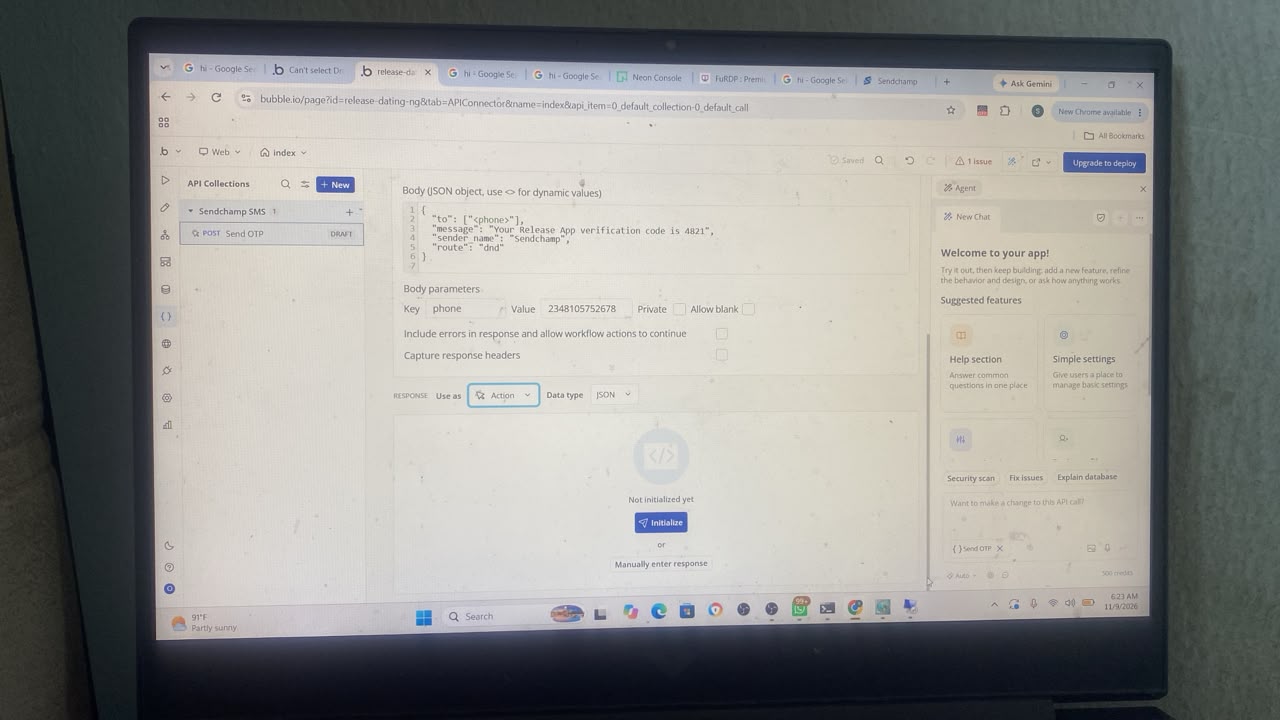 hi - Google Se
Can't select Di
release-da
hi - Google Se
hi - Google Se
Neon Console
FuRDP : Premi
hi - Google Se
Sendchamp
Ask Gemini
bubble.io/page?id=release-dating-ng&tab=APIConnector&name=index&api_item=0_default_collection-0_default_call
S
New Chrome available
All Bookmarks
Web
index
Saved
1 issue
Upgrade to deploy
API Collections
+ New
Sendchamp SMS 1
POST Send OTP DRAFT
Body (JSON object, use <> for dynamic values)
1 {
2 "to": ["<phone>"],
3 "message": "Your Release App verification code is 4821",
4 "sender_name": "Sendchamp",
5 "route": "dnd"
6 }
7
Body parameters
Key phone Value 2348105752678 Private Allow blank
Include errors in response and allow workflow actions to continue
Capture response headers
RESPONSE Use as Action Data type JSON
Not initialized yet
Initialize
or
Manually enter response
Agent
New Chat
Welcome to your app!
Try it out, then keep building: add a new feature, refine
the behavior and design, or ask how anything works.
Suggested features
Help section
Answer common
questions in one place
Simple settings
Give users a place to
manage basic settings
Security scan
Fix issues
Explain database
Want to make a change to this API call?
{ } Send OTP
Auto
500 credits
91°F
Partly sunny
Search
99+
6:23 AM
11/9/2026